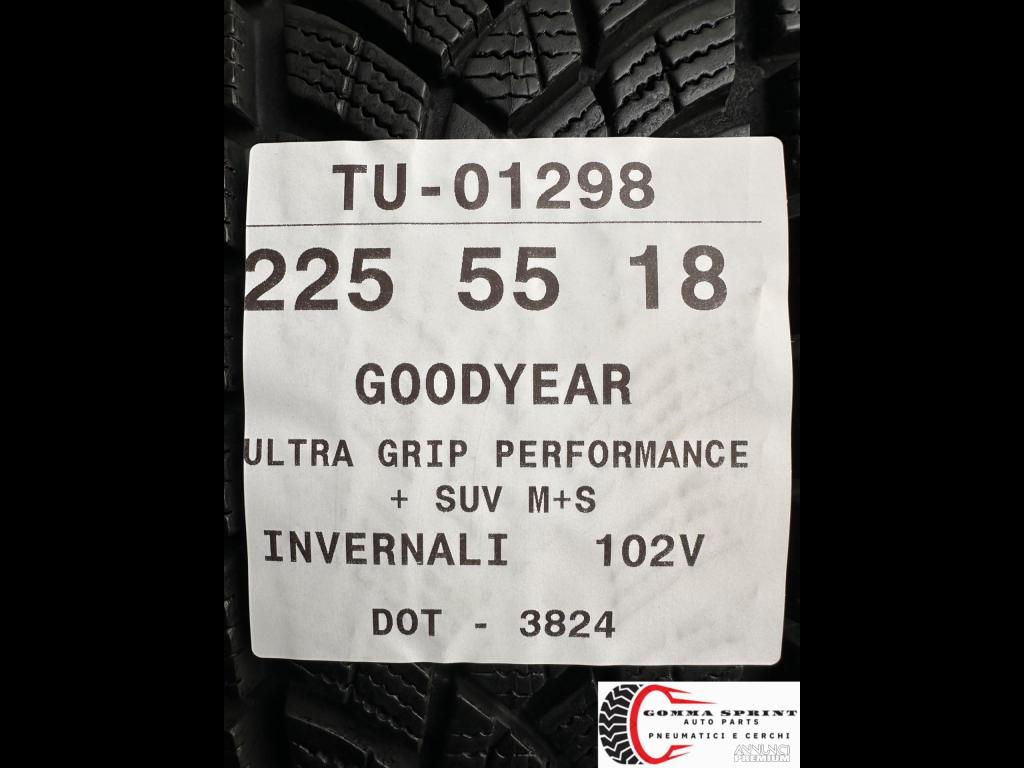 TU-01298
225 55 18
GOODYEAR
ULTRA GRIP PERFORMANCE
+ SUV M+S
INVERNALI 102V
DOT - 3824
GOMMA SPRINT
AUTO PARTS
PNEUMATICI E CERCHI
ANNUNCI
PREMIUM